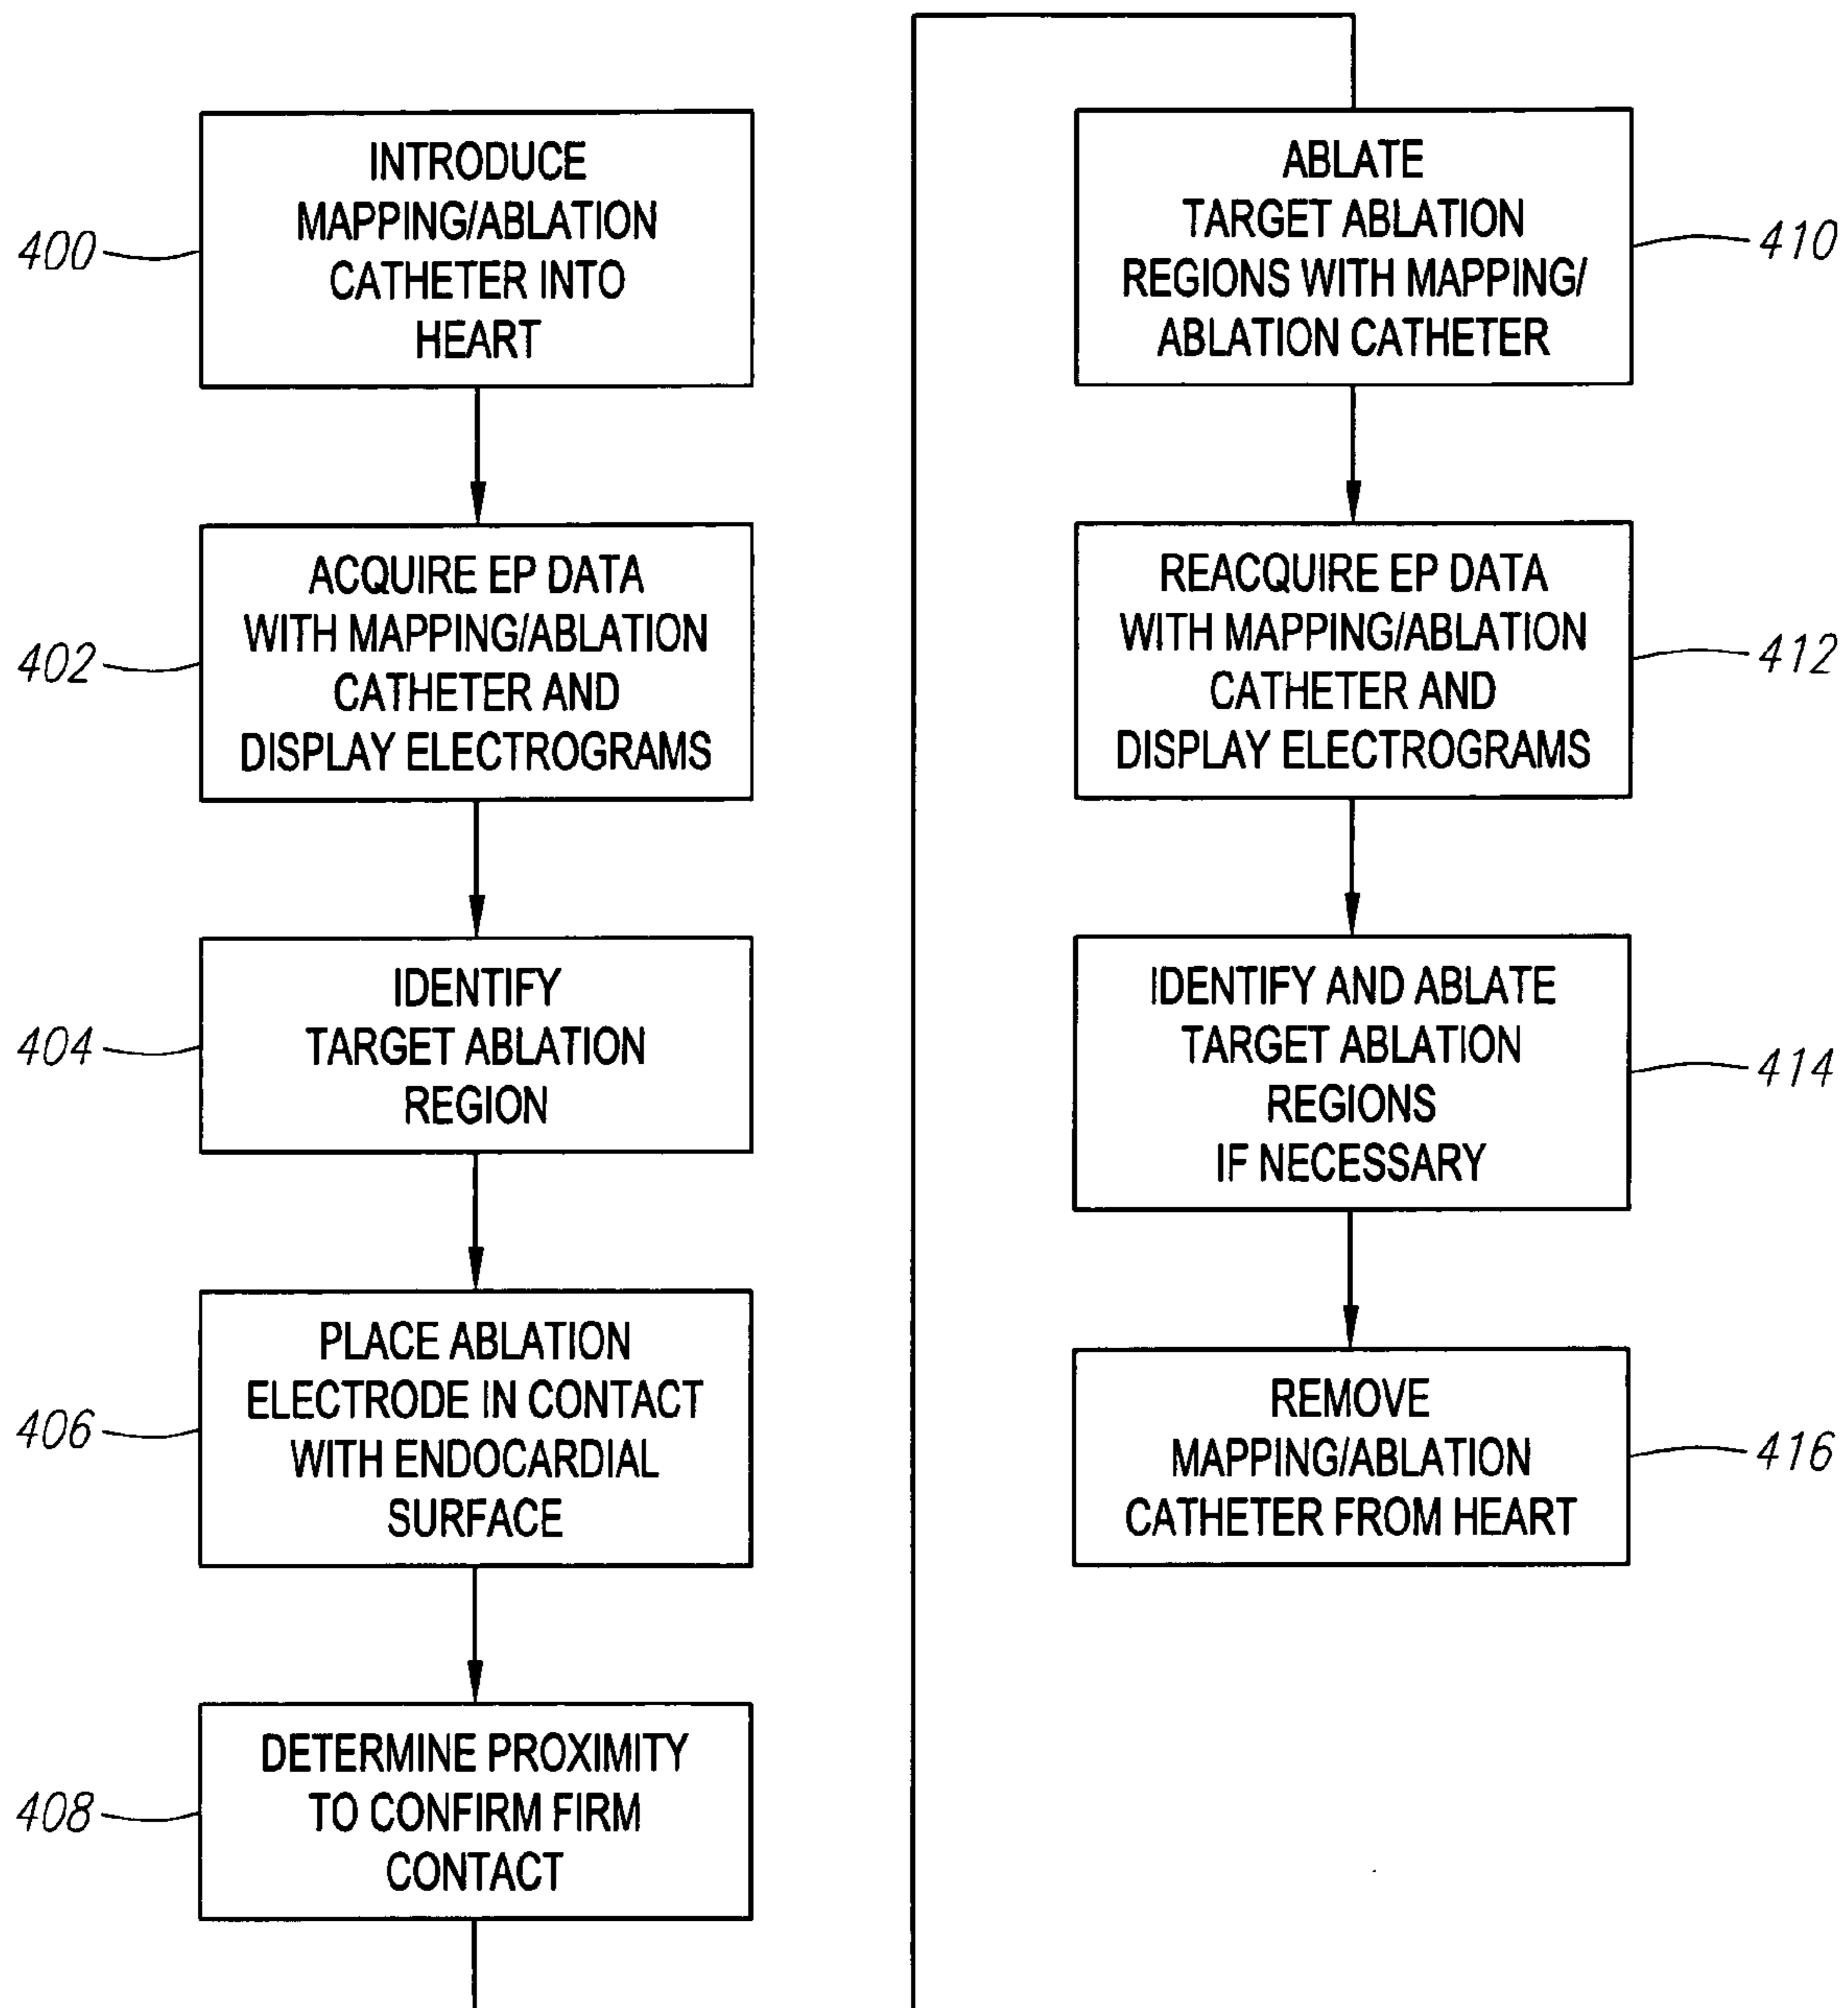 400
INTRODUCE
MAPPING/ABLATION
CATHETER INTO
HEART
402
ACQUIRE EP DATA
WITH MAPPING/ABLATION
CATHETER AND
DISPLAY ELECTROGRAMS
404
IDENTIFY
TARGET ABLATION
REGION
406
PLACE ABLATION
ELECTRODE IN CONTACT
WITH ENDOCARDIAL
SURFACE
408
DETERMINE PROXIMITY
TO CONFIRM FIRM
CONTACT
ABLATE
TARGET ABLATION
REGIONS WITH MAPPING/
ABLATION CATHETER
410
REACQUIRE EP DATA
WITH MAPPING/ABLATION
CATHETER AND
DISPLAY ELECTROGRAMS
412
IDENTIFY AND ABLATE
TARGET ABLATION
REGIONS
IF NECESSARY
414
REMOVE
MAPPING/ABLATION
CATHETER FROM HEART
416